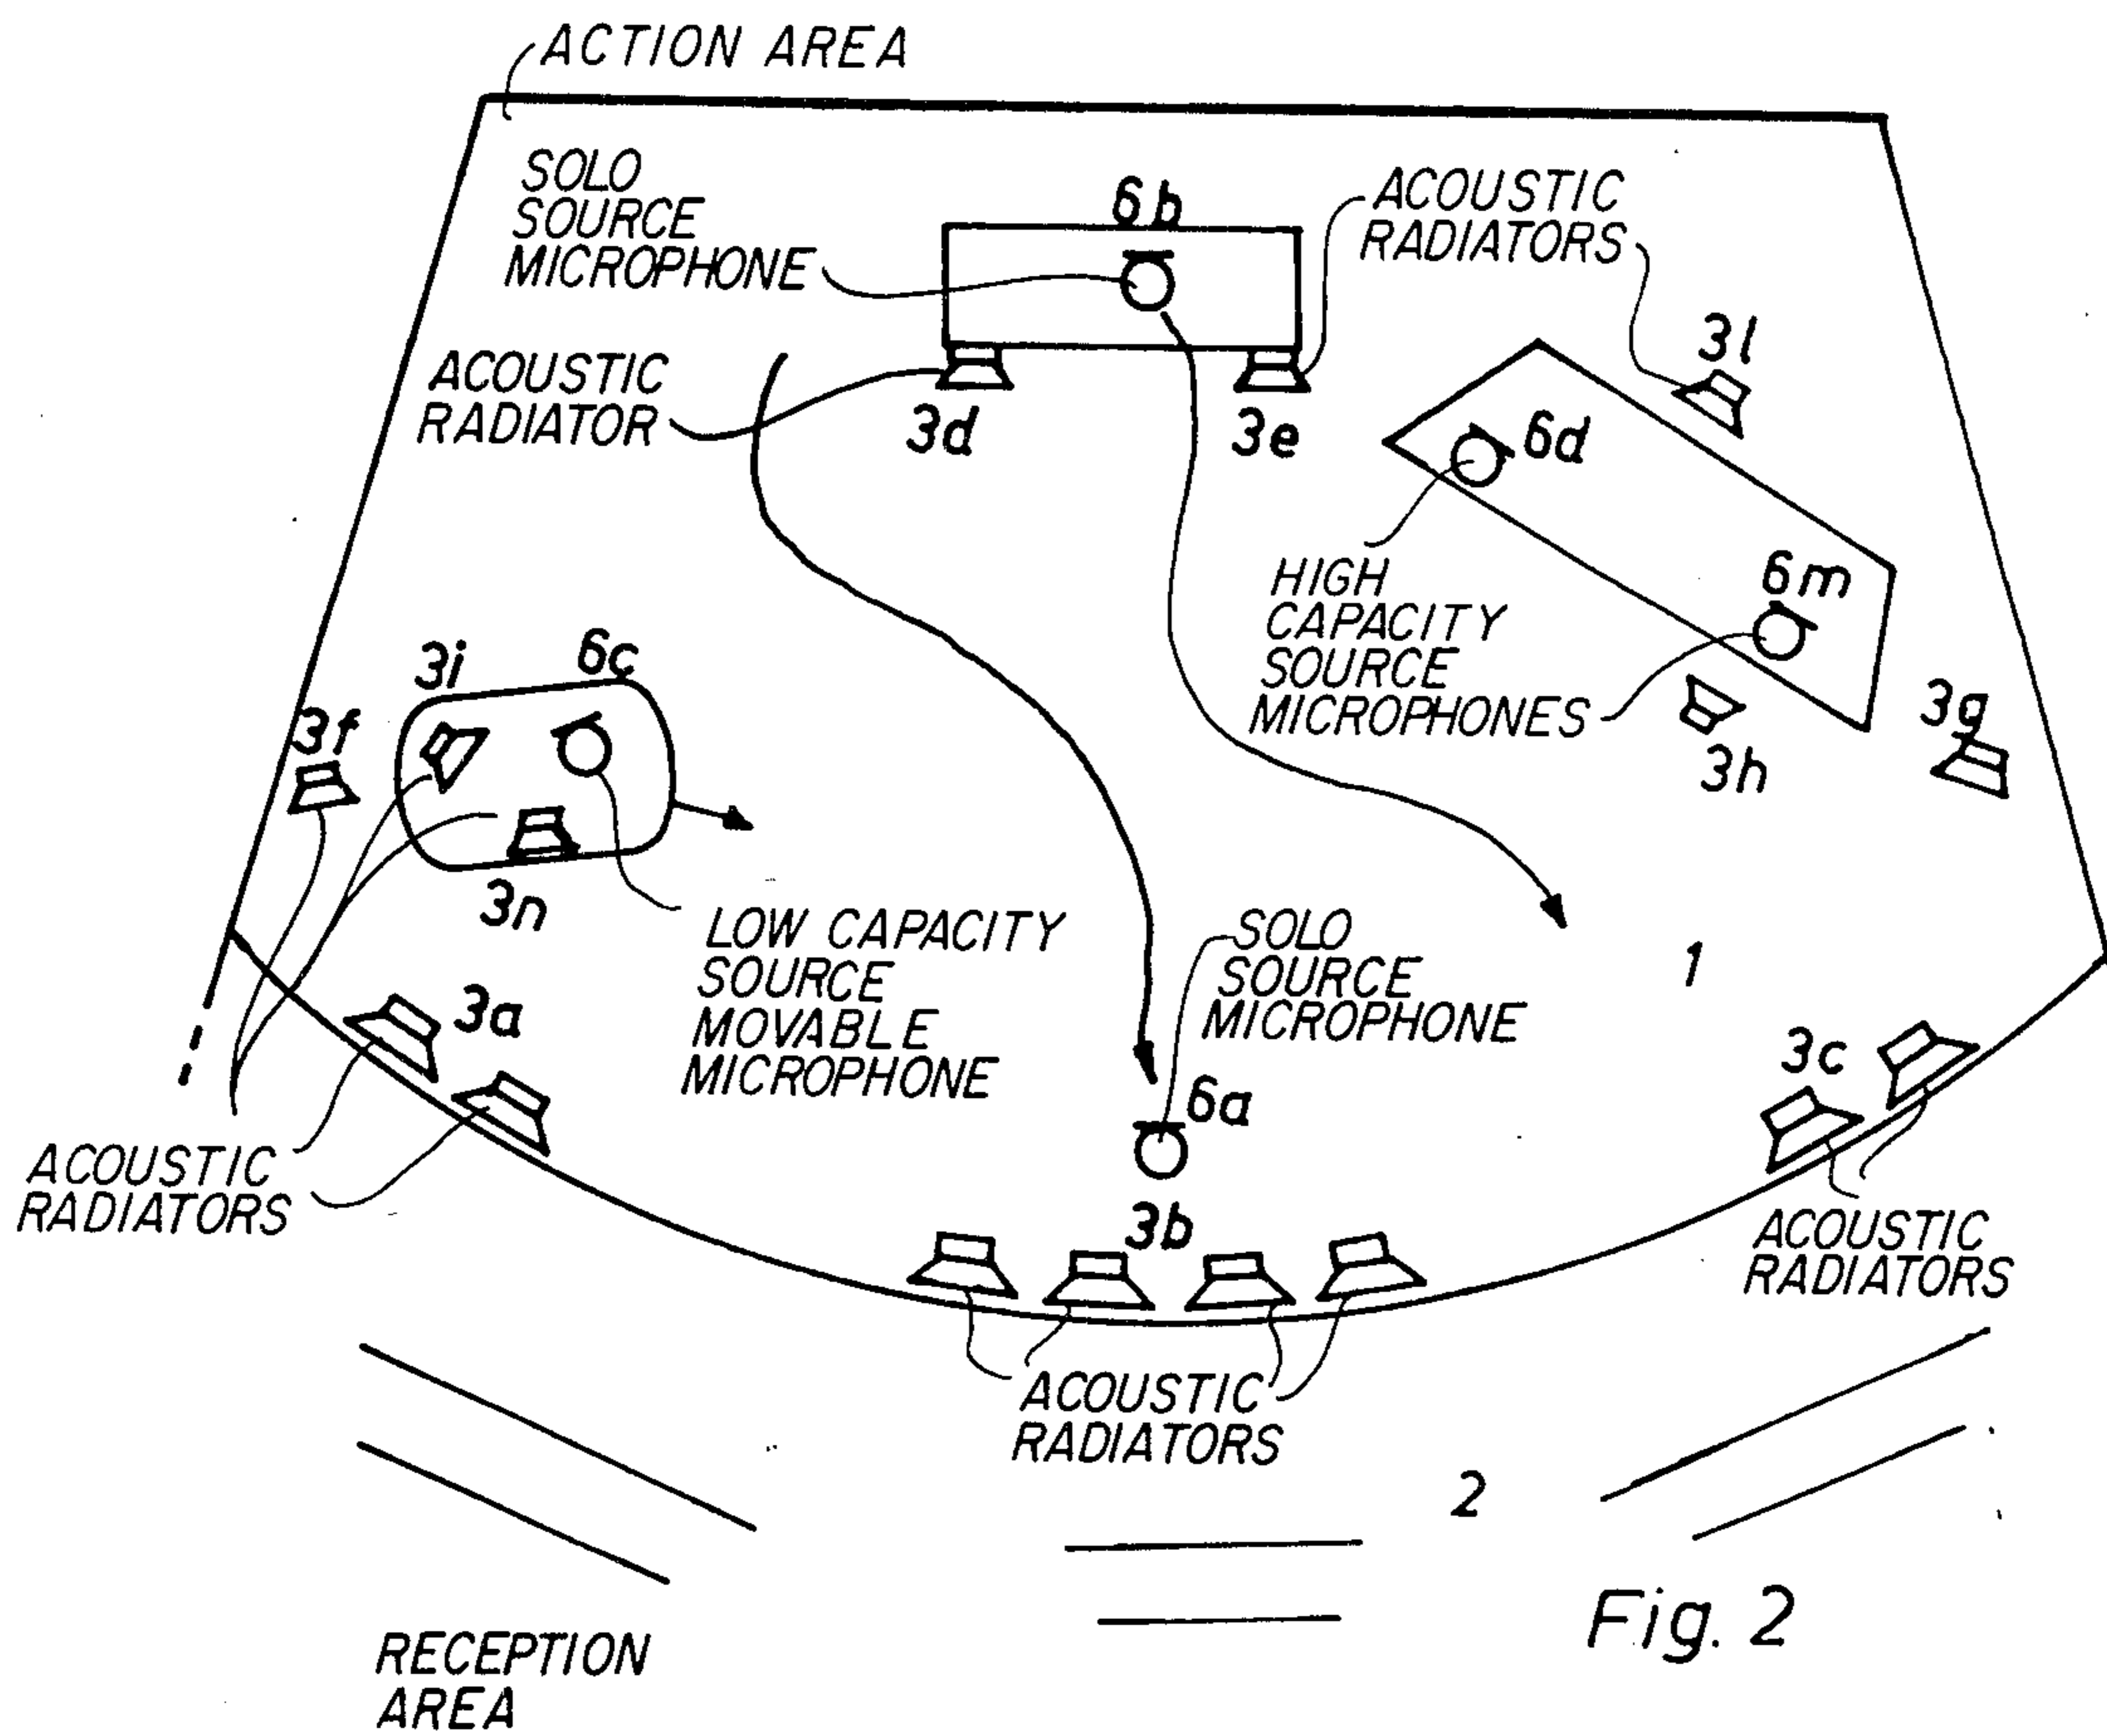 ACTION AREA
SOLO
SOURCE
MICROPHONE
6b
ACOUSTIC
RADIATORS
3l
ACOUSTIC
RADIATOR
3d
3e
6d
HIGH
CAPACITY
SOURCE
MICROPHONES
6m
3i
6c
3f
3g
3h
3n
LOW CAPACITY
SOURCE
MOVABLE
MICROPHONE
SOLO
SOURCE
MICROPHONE
1
3a
6a
3c
ACOUSTIC
RADIATORS
3b
ACOUSTIC
RADIATORS
ACOUSTIC
RADIATORS
2
Fig. 2
RECEPTION
AREA